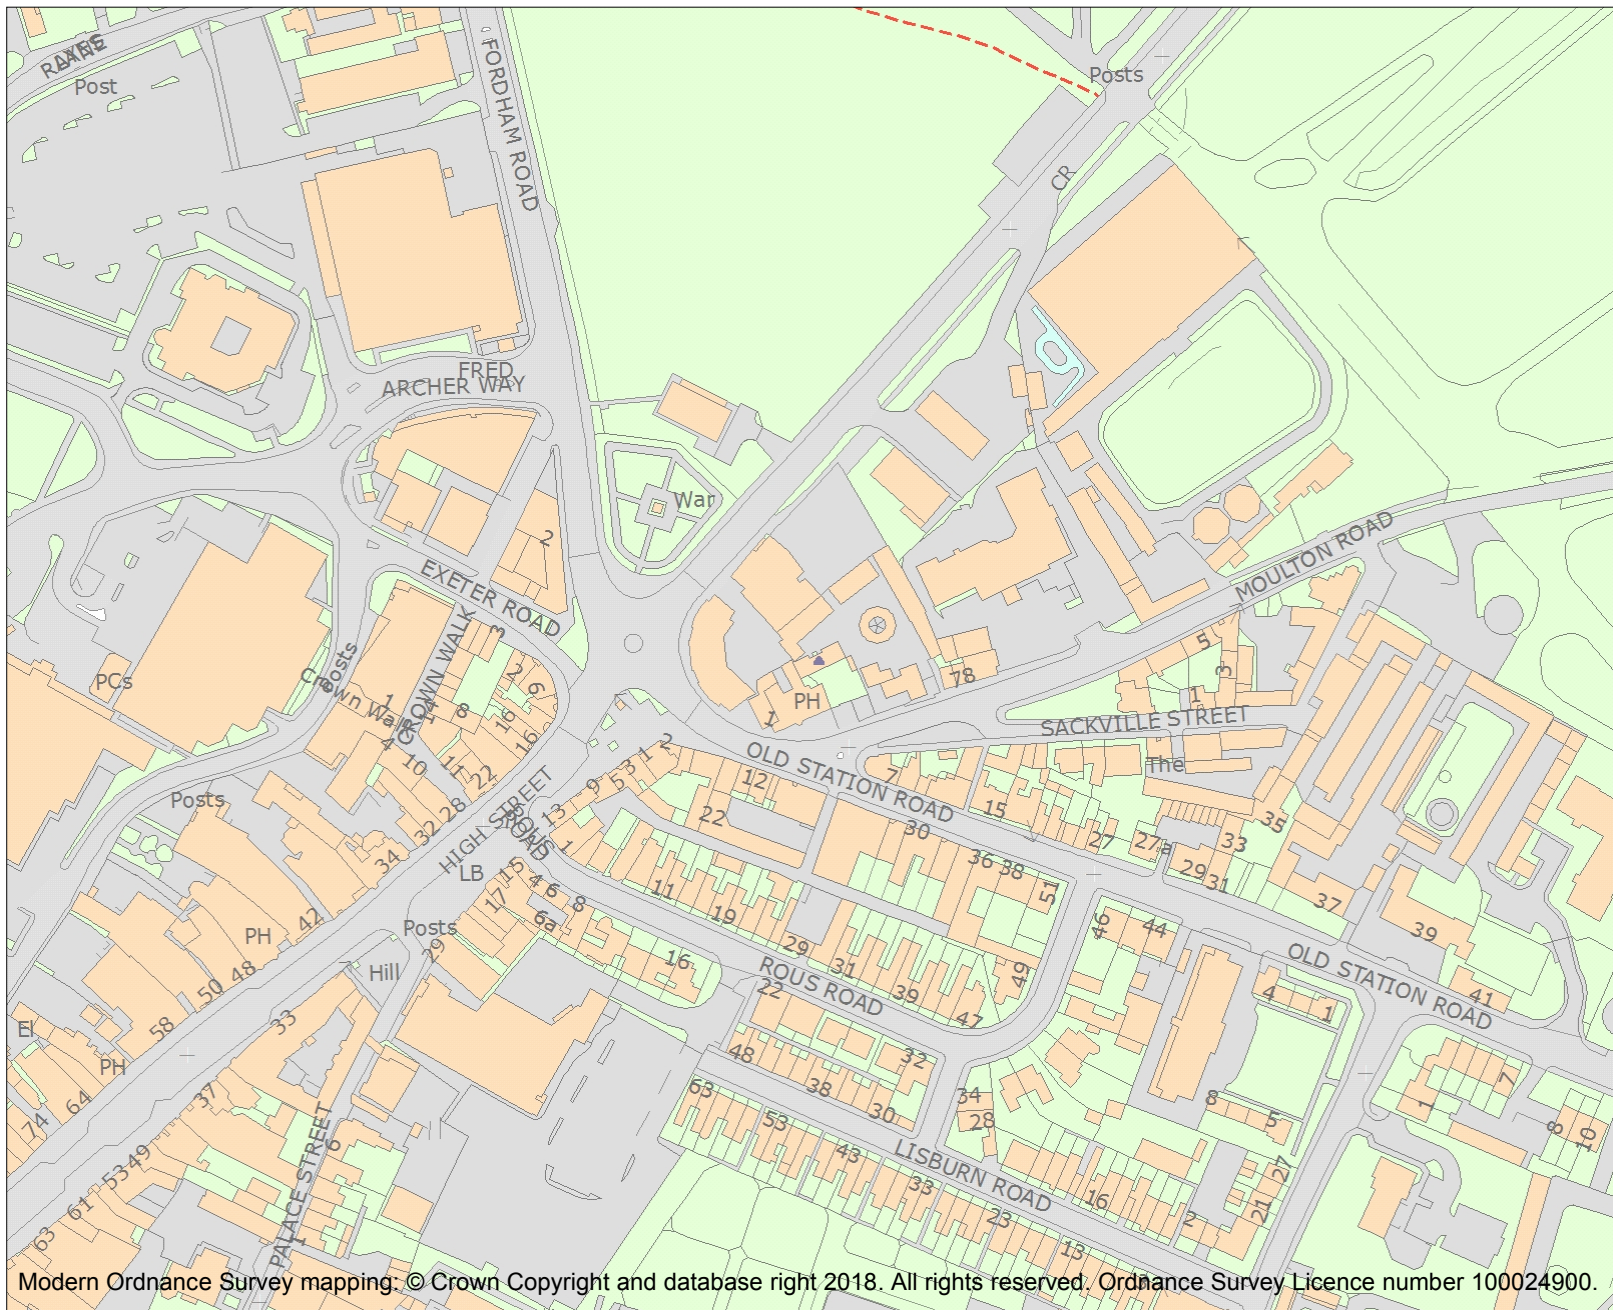 RAYES
LANE
Post
FORDHAM ROAD
Posts
CR
FRED
ARCHER WAY
War
2
EXETER ROAD
MOULTON ROAD
CROWN WALK
3
2
6
Posts
PCs
Crown Walk
1
14
8
16
16
4
10
11
22
28
32
34
42
HIGH STREET
PH
1
78
5
3
1
SACKVILLE STREET
The
OLD STATION ROAD
7
12
22
15
30
36
38
27
27a
29
31
33
35
37
39
41
51
46
44
49
2
1
3
5
9
13
1
ROUS
ROAD
LB
15
17
4
6
8
6a
Posts
29
Hill
PH
48
50
58
33
El
PH
64
74
37
49
53
61
63
PALACE STREET
6
1
11
19
29
31
39
47
16
ROUS ROAD
22
32
48
38
30
34
28
63
53
43
33
23
13
LISBURN ROAD
16
2
21
27
OLD STATION ROAD
4
1
8
5
1
7
8
10
Posts
Modern Ordnance Survey mapping: © Crown Copyright and database right 2018. All rights reserved. Ordnance Survey Licence number 100024900.